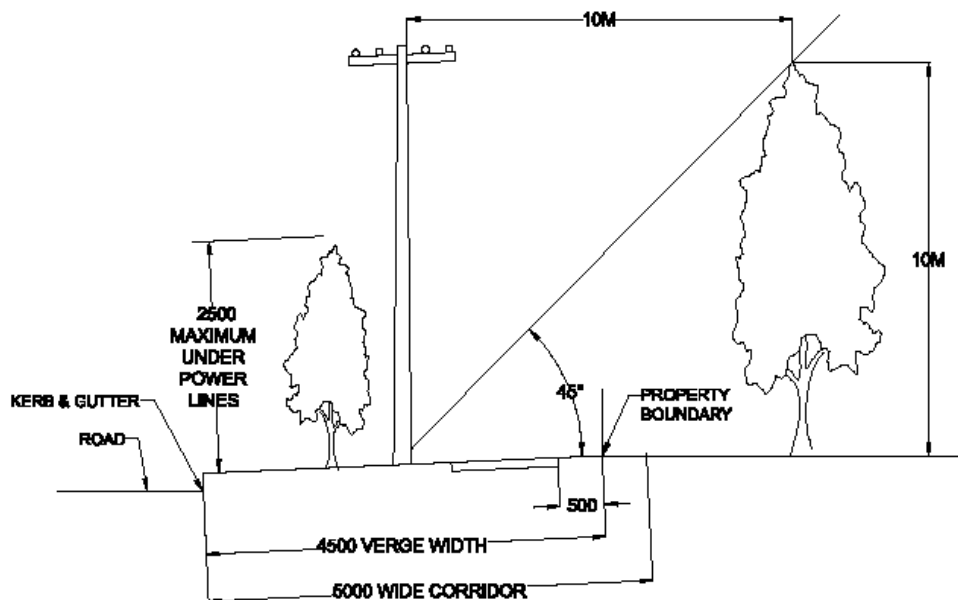 10M
10M
2500
MAXIMUM
UNDER
POWER
LINES
KERB & GUTTER
ROAD
45°
PROPERTY
BOUNDARY
500
4500 VERGE WIDTH
5000 WIDE CORRIDOR